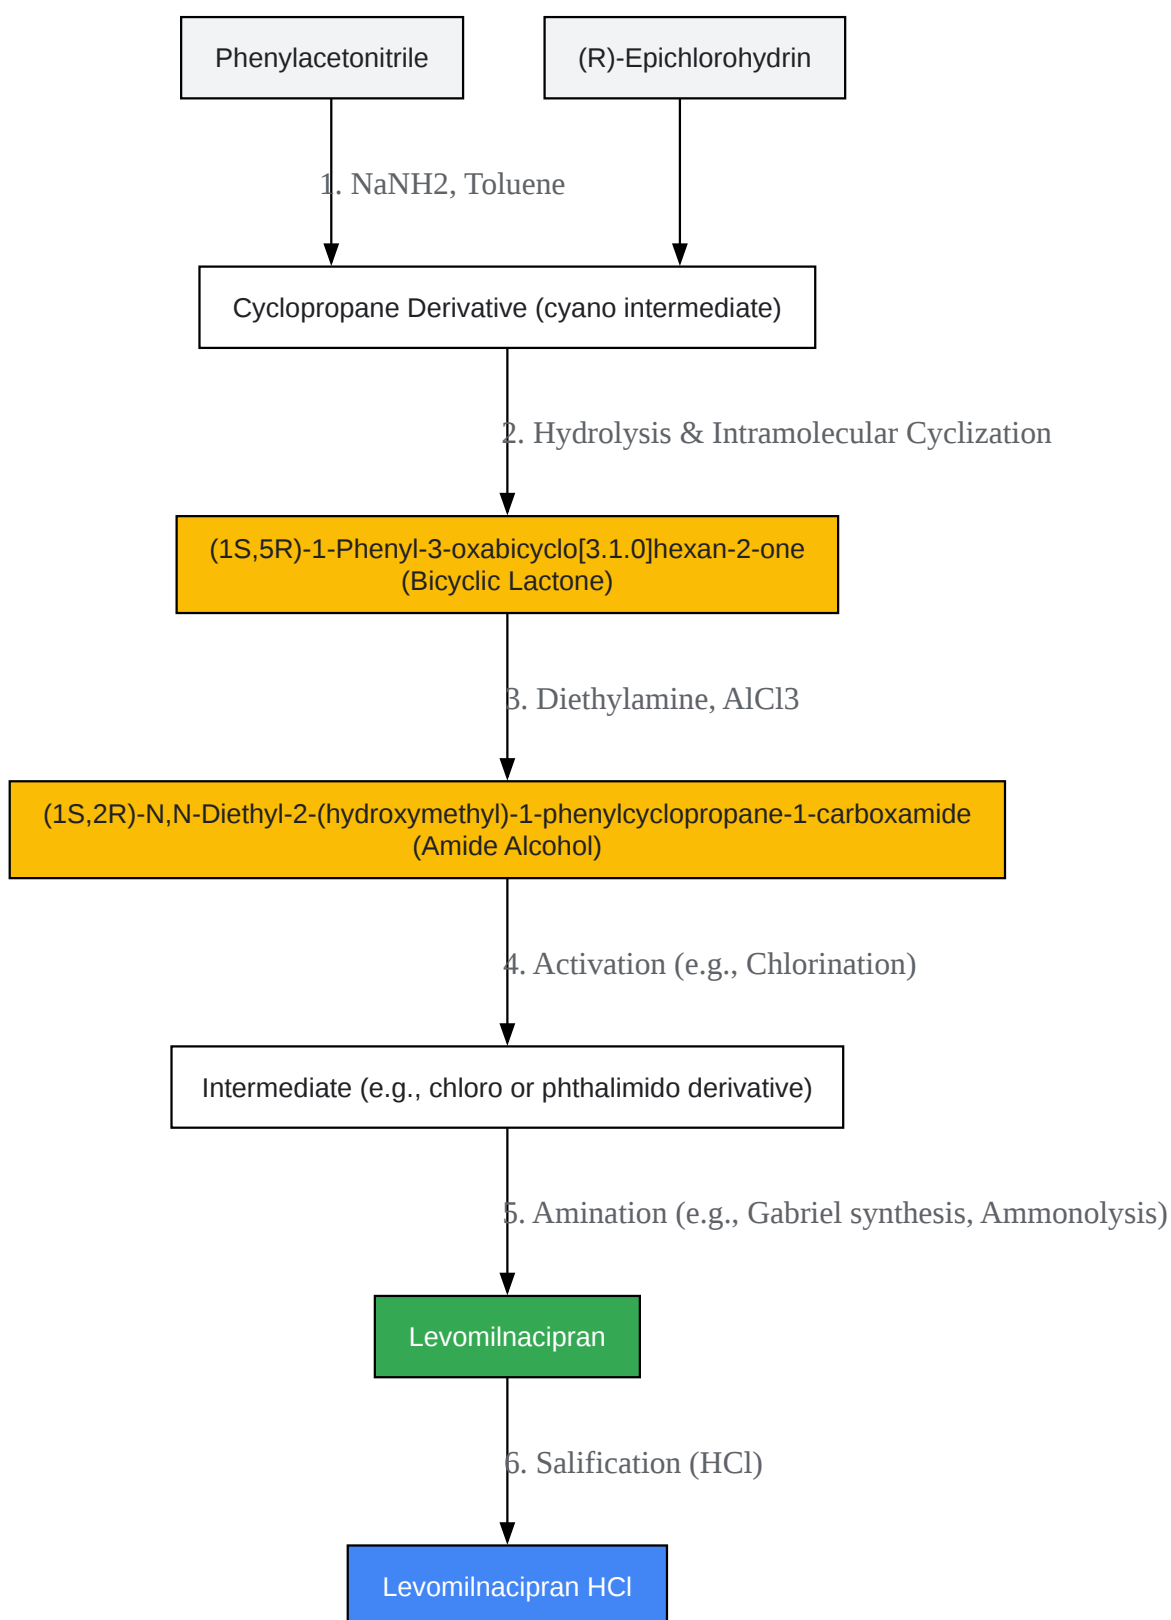 Phenylacetonitrile
(R)-Epichlorohydrin
1. NaNH2, Toluene
Cyclopropane Derivative (cyano intermediate)
2. Hydrolysis & Intramolecular Cyclization
(1S,5R)-1-Phenyl-3-oxabicyclo[3.1.0]hexan-2-one
(Bicyclic Lactone)
3. Diethylamine, AlCl3
(1S,2R)-N,N-Diethyl-2-(hydroxymethyl)-1-phenylcyclopropane-1-carboxamide
(Amide Alcohol)
4. Activation (e.g., Chlorination)
Intermediate (e.g., chloro or phthalimido derivative)
5. Amination (e.g., Gabriel synthesis, Ammonolysis)
Levomilnacipran
6. Salification (HCl)
Levomilnacipran HCl